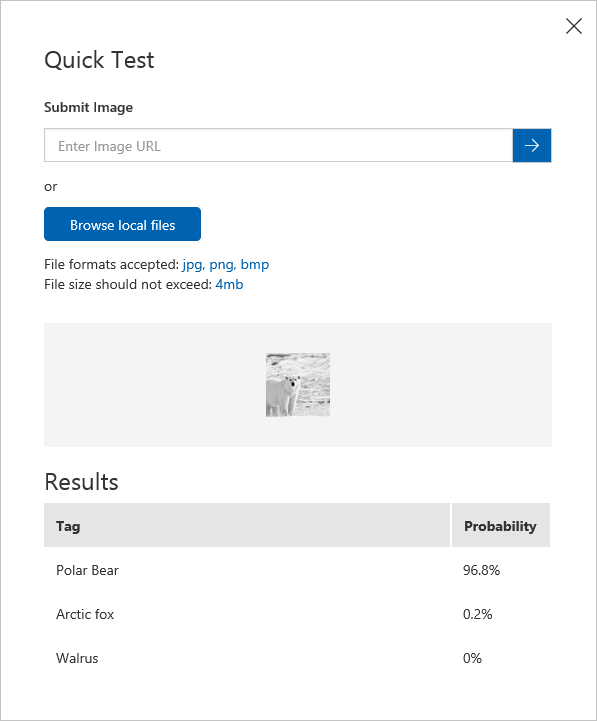 Quick Test
Submit Image
Enter Image URL
or
Browse local files
File formats accepted: jpg, png, bmp
File size should not exceed: 4mb
Results
Tag Probability
Polar Bear 96.8%
Arctic fox 0.2%
Walrus 0%